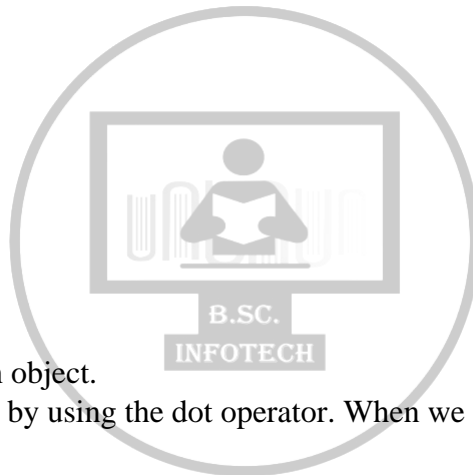 B.SC.
INFOTECH
object.
by using the dot operator. When we